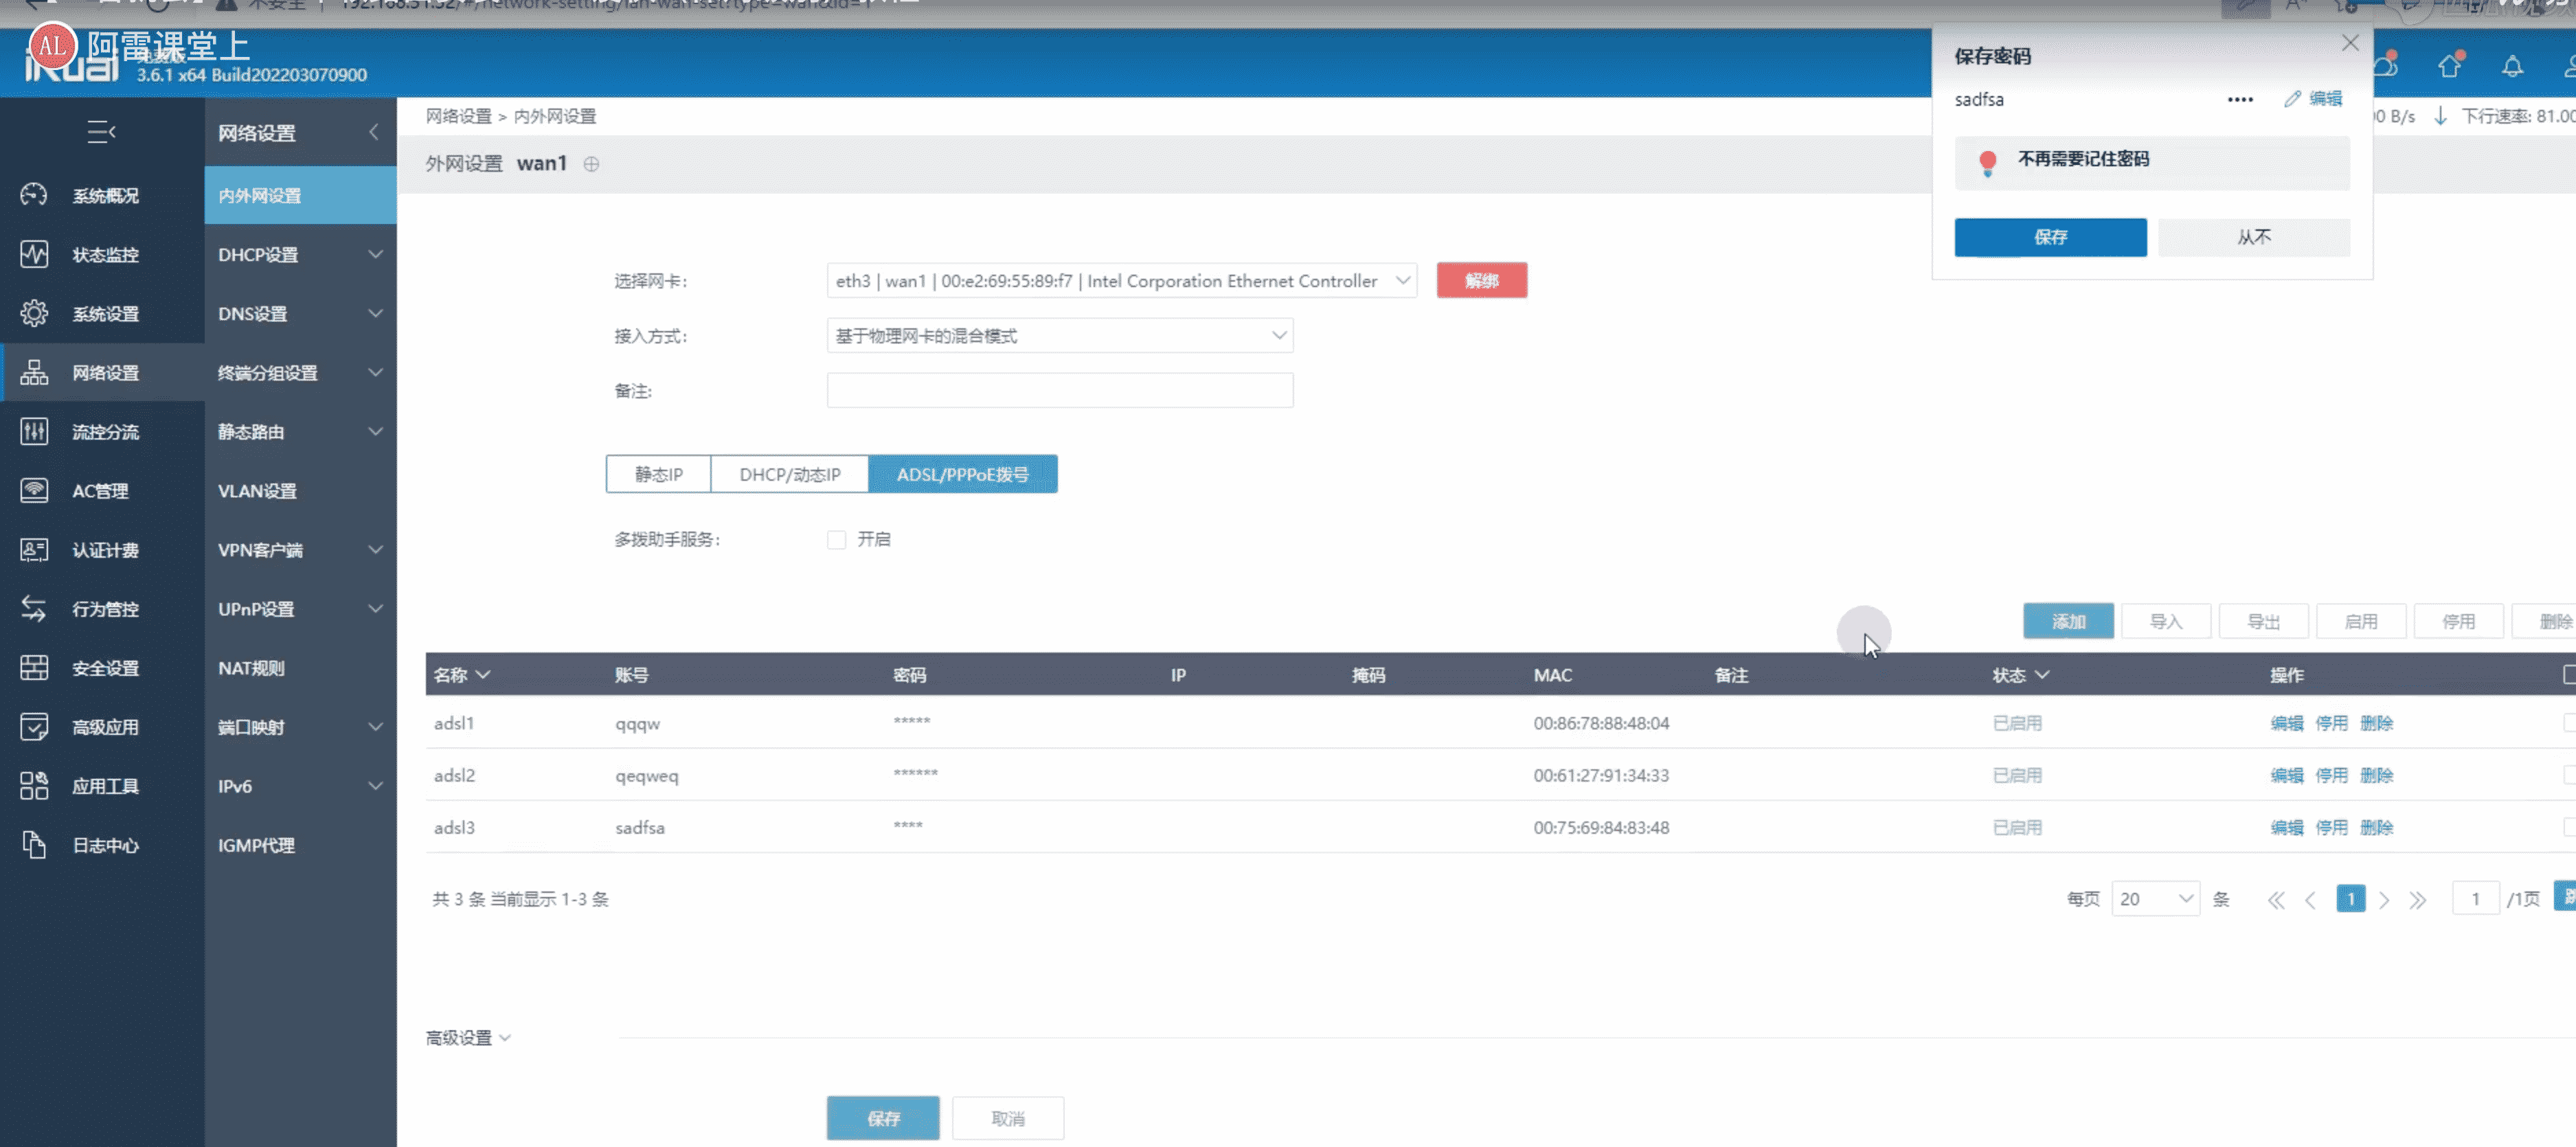 不安全 192.168.51.52/#/network-setting/lan-wan-set?type=wan&id=1
AL 阿雷课堂上
iKuai
3.6.1 x64 Build202203070900
保存密码
sadfsa •••• 编辑
不再需要记住密码
保存 从不
0 B/s 下行速率: 81.00
网络设置
系统概况
状态监控
系统设置
网络设置
流控分流
AC管理
认证计费
行为管控
安全设置
高级应用
应用工具
日志中心
内外网设置
DHCP设置
DNS设置
终端分组设置
静态路由
VLAN设置
VPN客户端
UPnP设置
NAT规则
端口映射
IPv6
IGMP代理
网络设置 > 内外网设置
外网设置 wan1
选择网卡: eth3 | wan1 | 00:e2:69:55:89:f7 | Intel Corporation Ethernet Controller 解绑
接入方式: 基于物理网卡的混合模式
备注:
静态IP DHCP/动态IP ADSL/PPPoE拨号
多拨助手服务: 开启
添加 导入 导出 启用 停用 删除
名称 账号 密码 IP 掩码 MAC 备注 状态 操作
adsl1 qqqw ***** 00:86:78:88:48:04 已启用 编辑 停用 删除
adsl2 qeqweq ****** 00:61:27:91:34:33 已启用 编辑 停用 删除
adsl3 sadfsa **** 00:75:69:84:83:48 已启用 编辑 停用 删除
共 3 条 当前显示 1-3 条
每页 20 条 1 1 /1页
高级设置
保存 取消